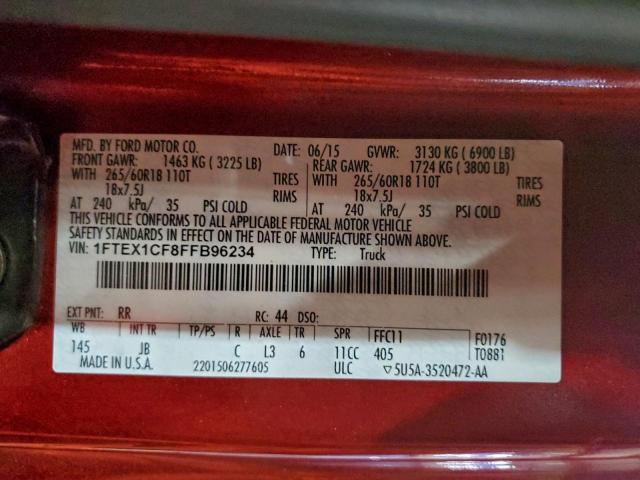 MFD. BY FORD MOTOR CO. DATE: 06/15 GVWR: 3130 KG ( 6900 LB)
FRONT GAWR: 1463 KG ( 3225 LB) REAR GAWR: 1724 KG ( 3800 LB)
WITH 265/60R18 110T TIRES WITH 265/60R18 110T TIRES
18x7.5J RIMS 18x7.5J RIMS
AT 240 kPa/ 35 PSI COLD AT 240 kPa/ 35 PSI COLD
THIS VEHICLE CONFORMS TO ALL APPLICABLE FEDERAL MOTOR VEHICLE
SAFETY STANDARDS IN EFFECT ON THE DATE OF MANUFACTURE SHOWN ABOVE.
VIN: 1FTEX1CF8FFB96234 TYPE: Truck
EXT PNT: RR RC: 44 DSO:
WB INT TR TP/PS R AXLE TR SPR FFC11 F0176
145 JB C L3 6 11CC 405 T0881
MADE IN U.S.A. 2201506277605 ULC ▽5U5A-3520472-AA